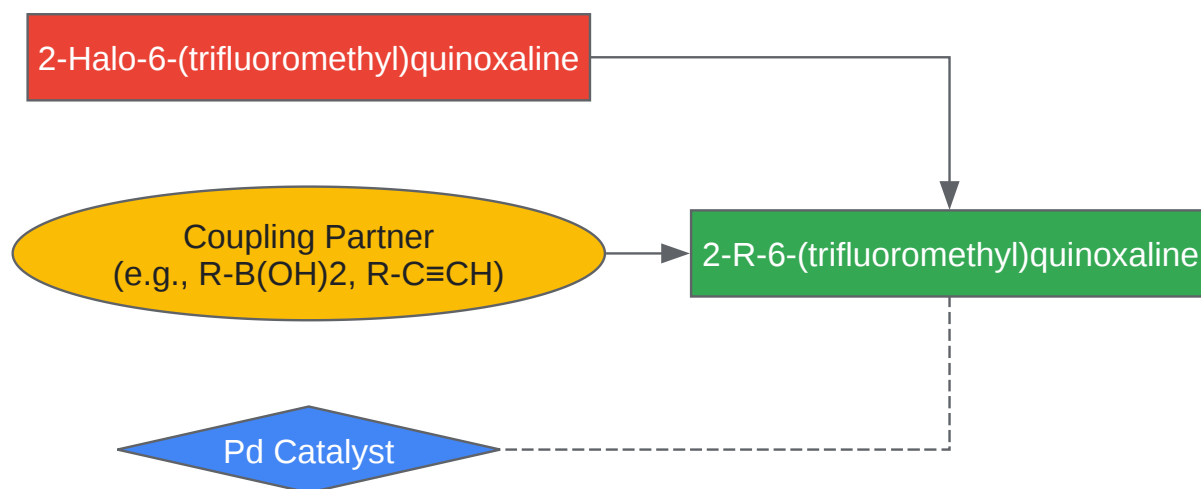 2-Halo-6-(trifluoromethyl)quinoxaline
Coupling Partner
(e.g., R-B(OH)2, R-C≡CH)
2-R-6-(trifluoromethyl)quinoxaline
Pd Catalyst